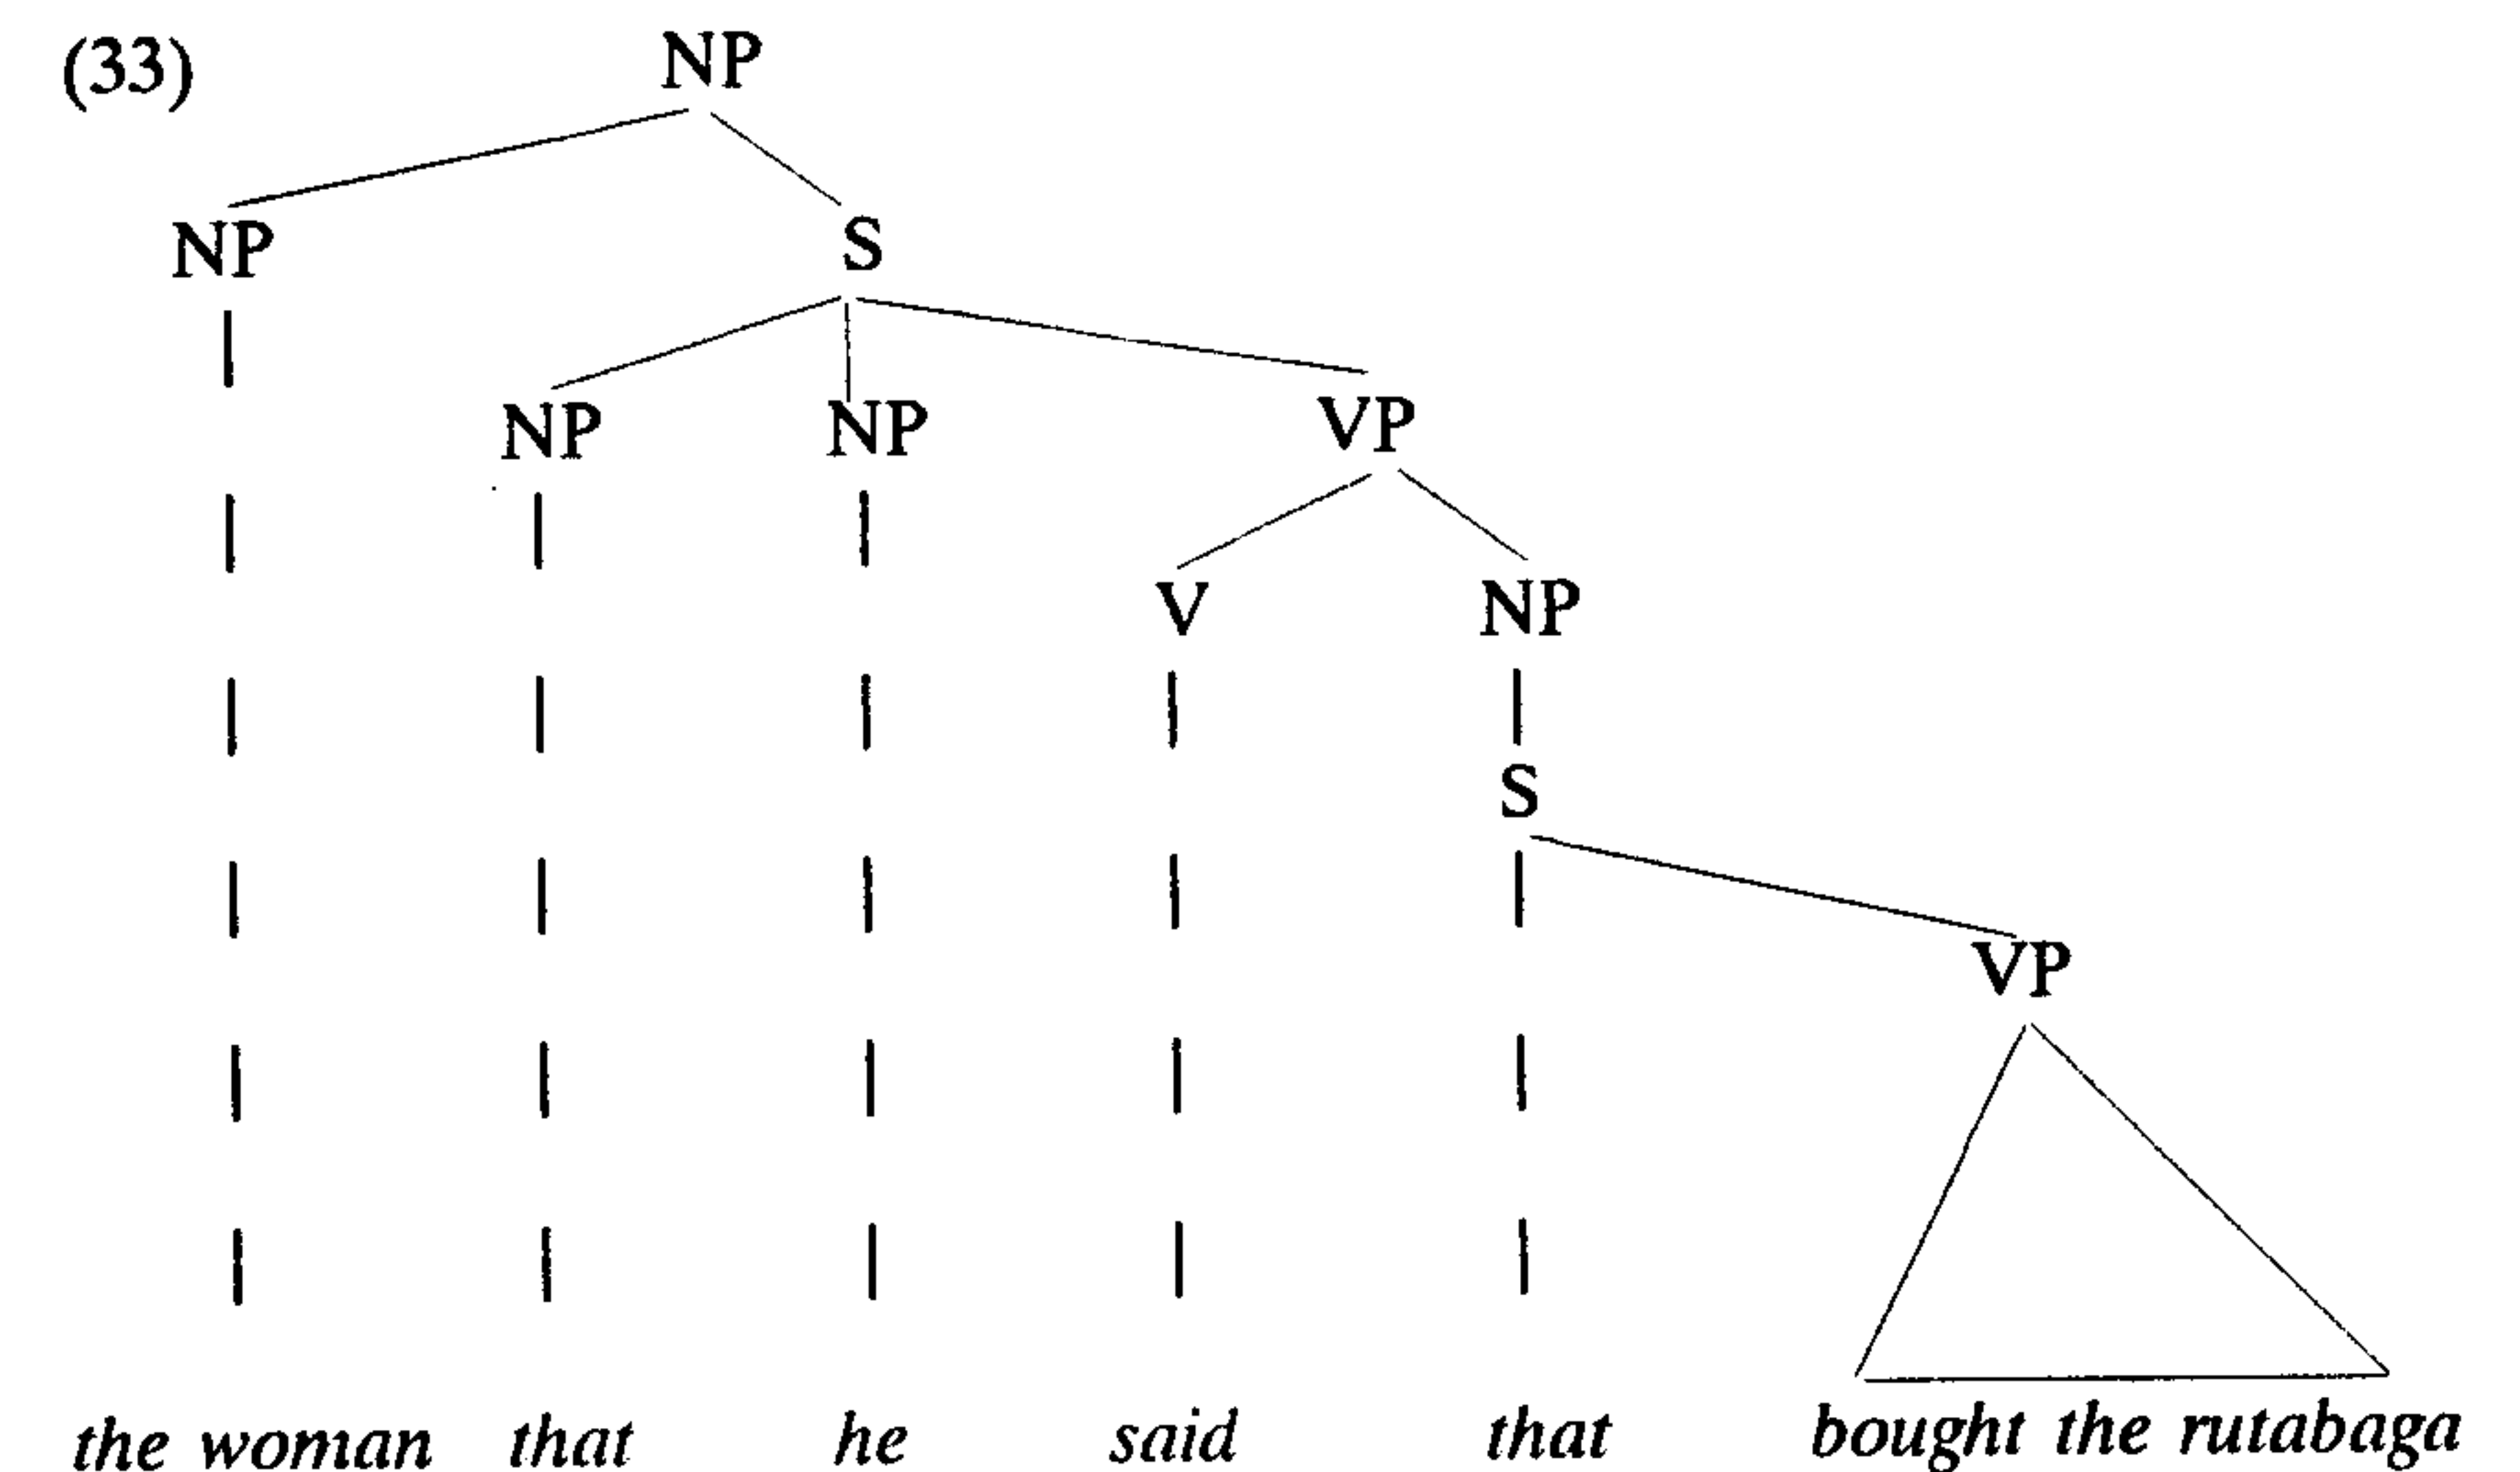 (33) NP
NP S
NP NP VP
V NP
S
VP
the woman that he said that bought the rutabaga